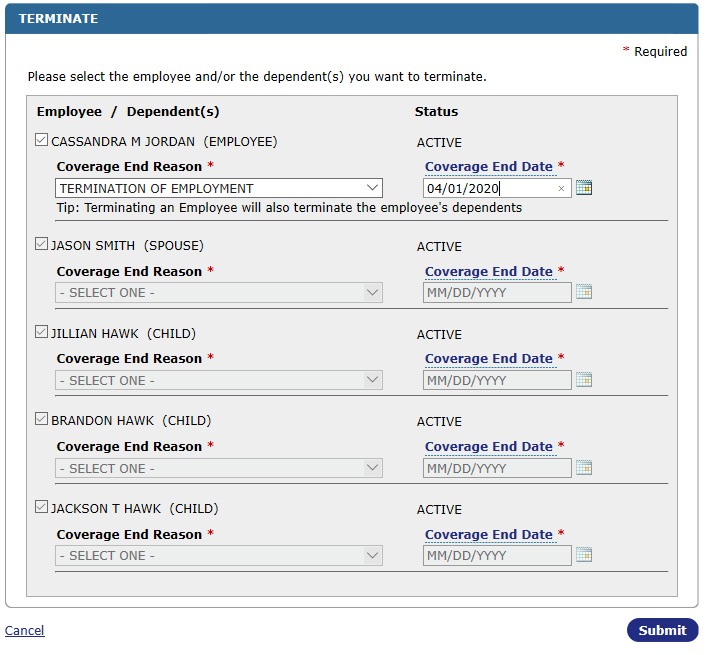 TERMINATE
* Required
Please select the employee and/or the dependent(s) you want to terminate.
Employee / Dependent(s) Status
CASSANDRA M JORDAN (EMPLOYEE) ACTIVE
Coverage End Reason * Coverage End Date *
TERMINATION OF EMPLOYMENT 04/01/2020 ×
Tip: Terminating an Employee will also terminate the employee's dependents
JASON SMITH (SPOUSE) ACTIVE
Coverage End Reason * Coverage End Date *
- SELECT ONE - MM/DD/YYYY
JILLIAN HAWK (CHILD) ACTIVE
Coverage End Reason * Coverage End Date *
- SELECT ONE - MM/DD/YYYY
BRANDON HAWK (CHILD) ACTIVE
Coverage End Reason * Coverage End Date *
- SELECT ONE - MM/DD/YYYY
JACKSON T HAWK (CHILD) ACTIVE
Coverage End Reason * Coverage End Date *
- SELECT ONE - MM/DD/YYYY
Cancel Submit